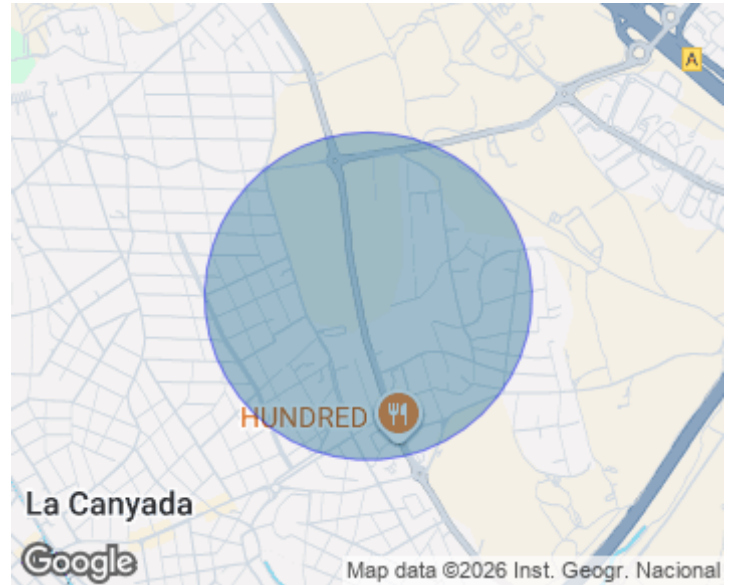 A
HUNDRED
La Canyada
Google
Map data ©2026 Inst. Geogr. Nacional